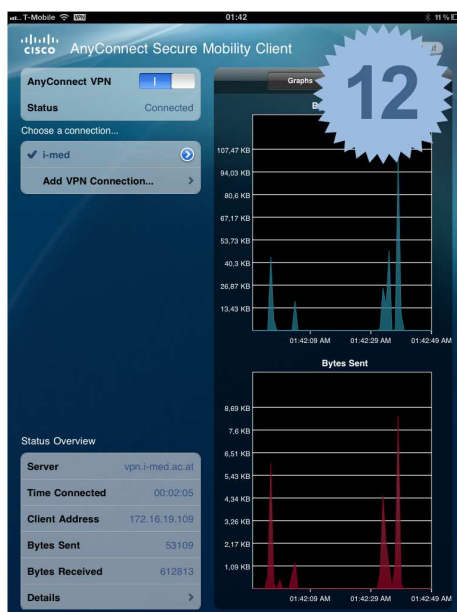 T-Mobile VPN 01:42 11%
CISCO AnyConnect Secure Mobility Client
12
AnyConnect VPN
Status Connected
Choose a connection...
i-med
Add VPN Connection...
Graphs
107,47 KB
94,03 KB
80,6 KB
67,17 KB
53,73 KB
40,3 KB
26,87 KB
13,43 KB
01:42:09 AM 01:42:29 AM 01:42:49 AM
Bytes Sent
8,69 KB
7,6 KB
6,51 KB
5,43 KB
4,34 KB
3,26 KB
2,17 KB
1,09 KB
01:42:09 AM 01:42:29 AM 01:42:49 AM
Status Overview
Server vpn.i-med.ac.at
Time Connected 00:02:05
Client Address 172.16.19.109
Bytes Sent 53109
Bytes Received 612813
Details